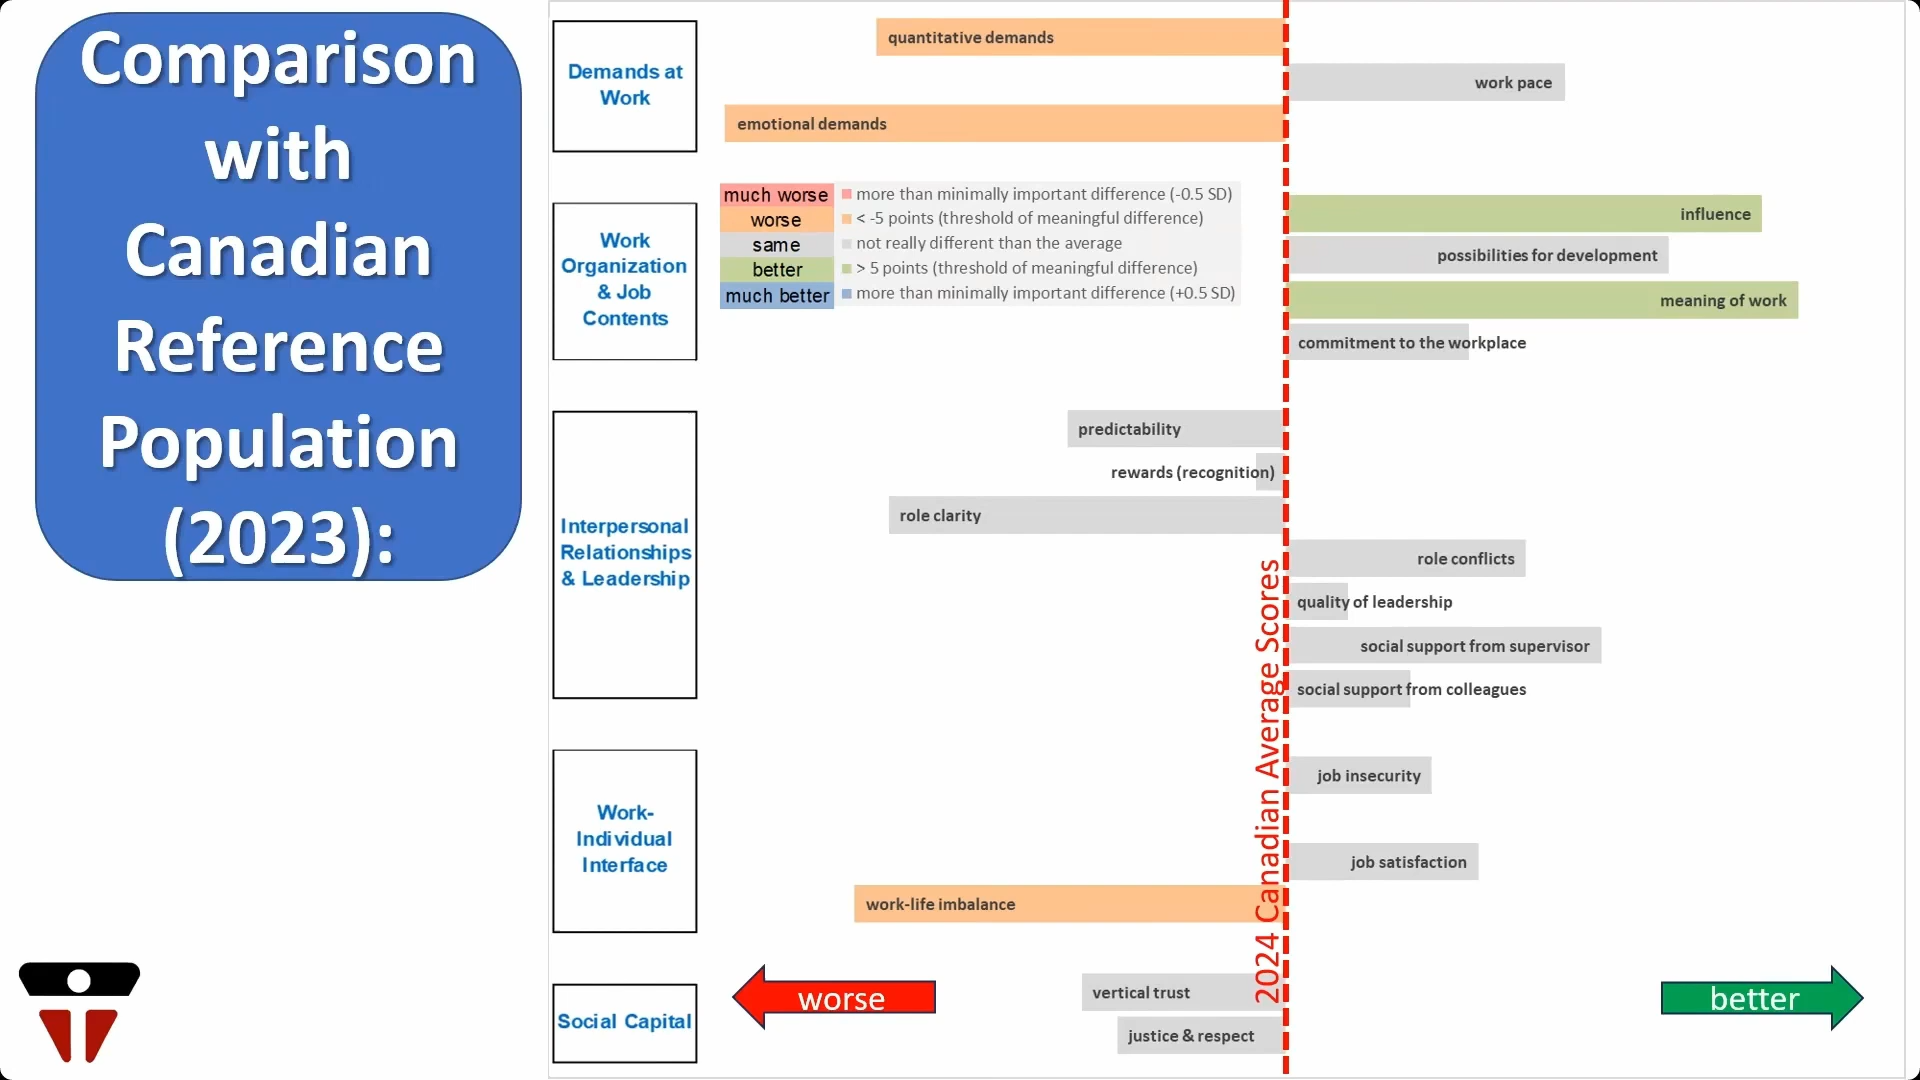 Comparison
with
Canadian
Reference
Population
(2023):
Demands at
Work
quantitative demands
work pace
emotional demands
much worse
more than minimally important difference (-0.5 SD)
worse
< -5 points (threshold of meaningful difference)
same
not really different than the average
better
> 5 points (threshold of meaningful difference)
much better
more than minimally important difference (+0.5 SD)
Work
Organization
& Job
Contents
influence
possibilities for development
meaning of work
commitment to the workplace
Interpersonal
Relationships
& Leadership
predictability
rewards (recognition)
role clarity
role conflicts
quality of leadership
social support from supervisor
social support from colleagues
2024 Canadian Average Scores
Work-
Individual
Interface
job insecurity
job satisfaction
work-life imbalance
Social Capital
worse
vertical trust
justice & respect
better